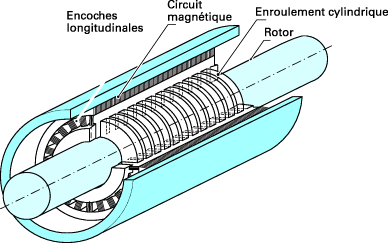 Encoches
longitudinales
Circuit
magnétique
Enroulement cylindrique
Rotor